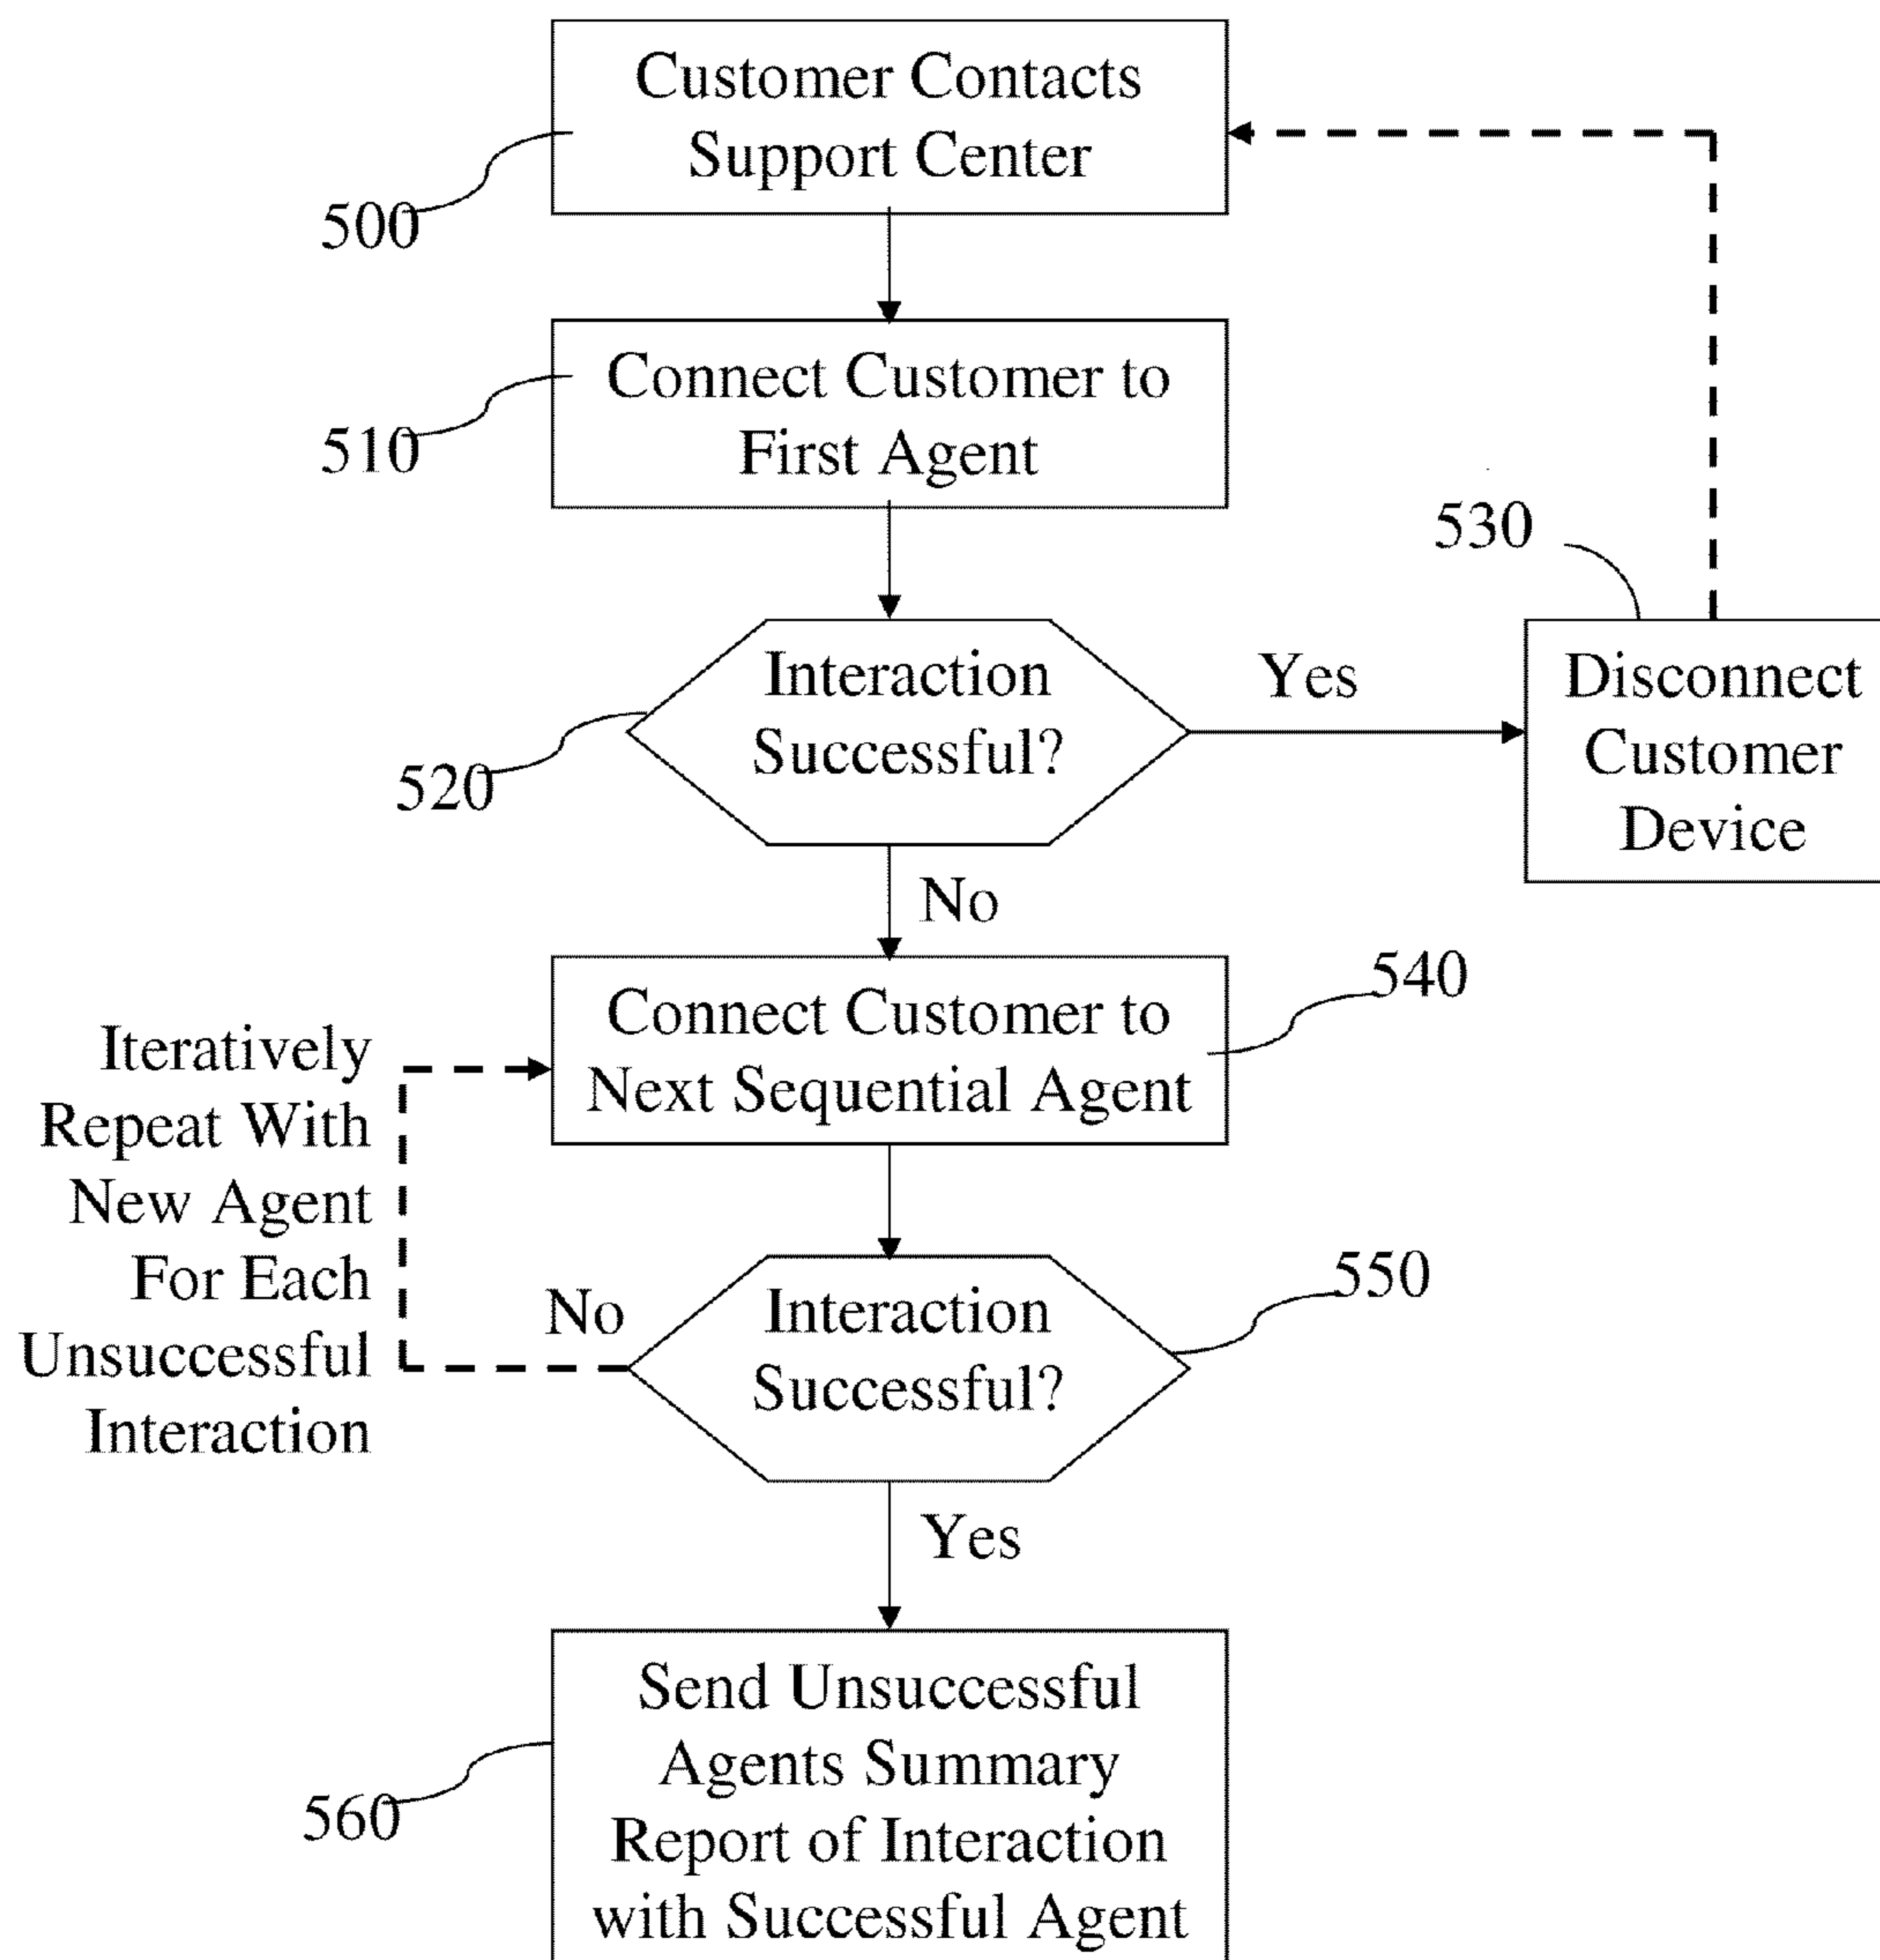 Customer Contacts
Support Center
500
Connect Customer to
First Agent
510
530
Interaction
Successful?
520
Yes
Disconnect
Customer
Device
No
540
Connect Customer to
Next Sequential Agent
Iteratively
Repeat With
New Agent
For Each
Unsuccessful
Interaction
550
No
Interaction
Successful?
Yes
Send Unsuccessful
Agents Summary
Report of Interaction
with Successful Agent
560